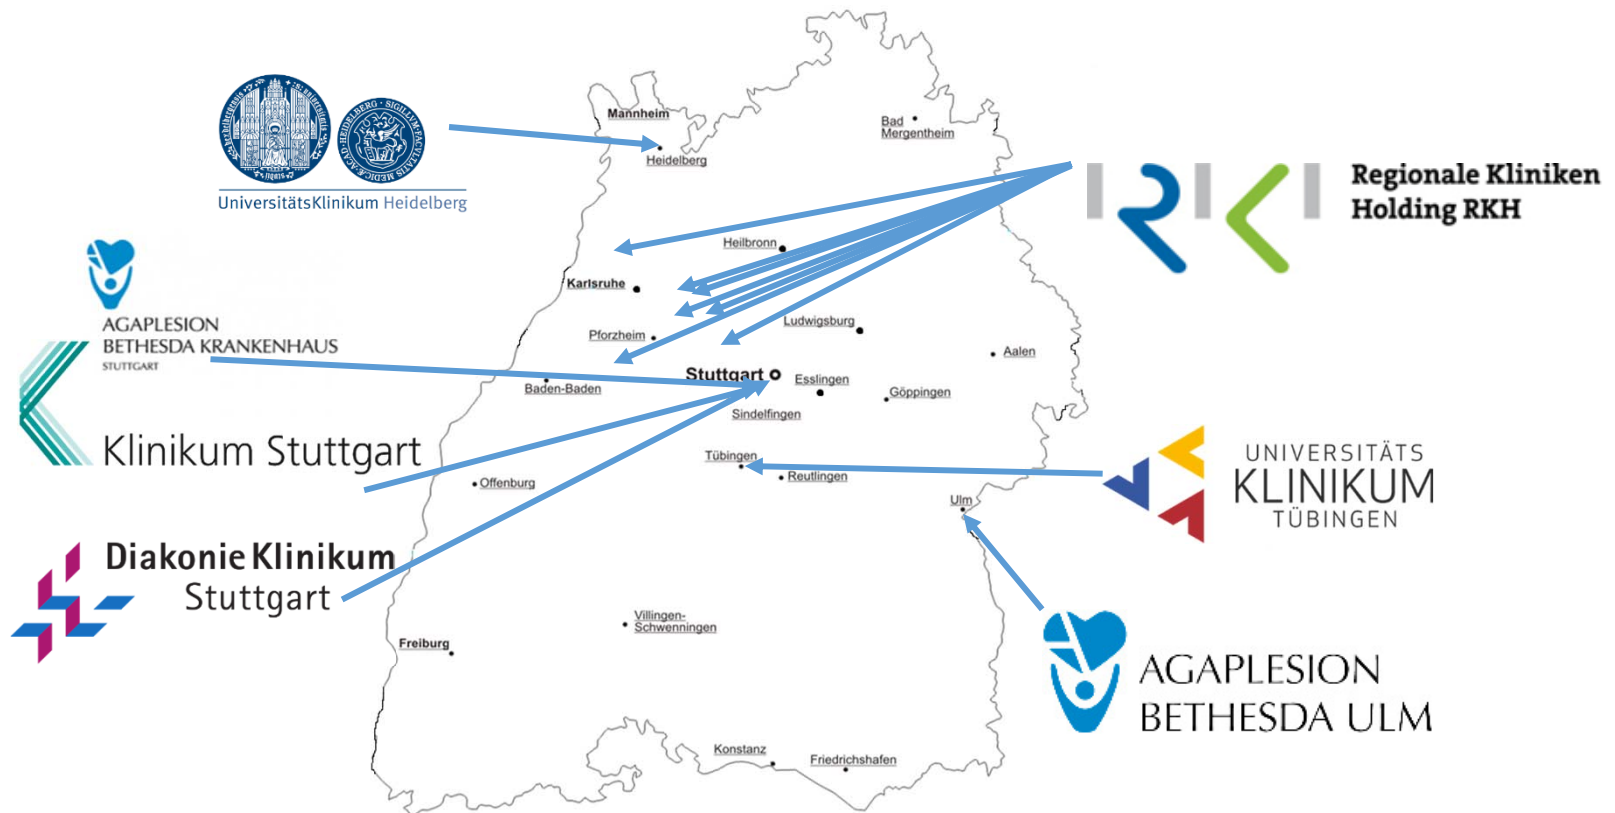 UniversitätsKlinikum Heidelberg
AGAPLESION
BETHESDA KRANKENHAUS
STUTTGART
Klinikum Stuttgart
Diakonie Klinikum
Stuttgart
Mannheim
Heidelberg
Bad
Mergentheim
Heilbronn
Karlsruhe
Pforzheim
Ludwigsburg
Aalen
Stuttgart
Esslingen
Baden-Baden
Göppingen
Sindelfingen
Tübingen
Reutlingen
Offenburg
Ulm
Villingen-
Schwenningen
Freiburg
Konstanz
Friedrichshafen
Regionale Kliniken
Holding RKH
UNIVERSITÄTS
KLINIKUM
TÜBINGEN
AGAPLESION
BETHESDA ULM